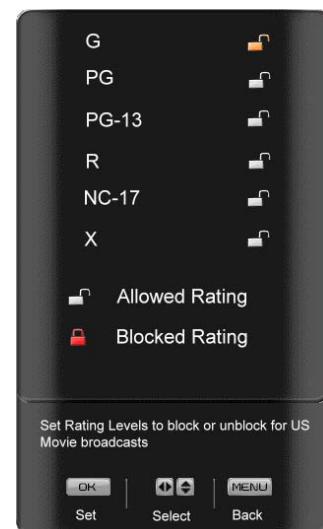 G
PG
PG-13
R
NC-17
X
Allowed Rating
Blocked Rating
Set Rating Levels to block or unblock for US
Movie broadcasts
OK MENU
Set Select Back